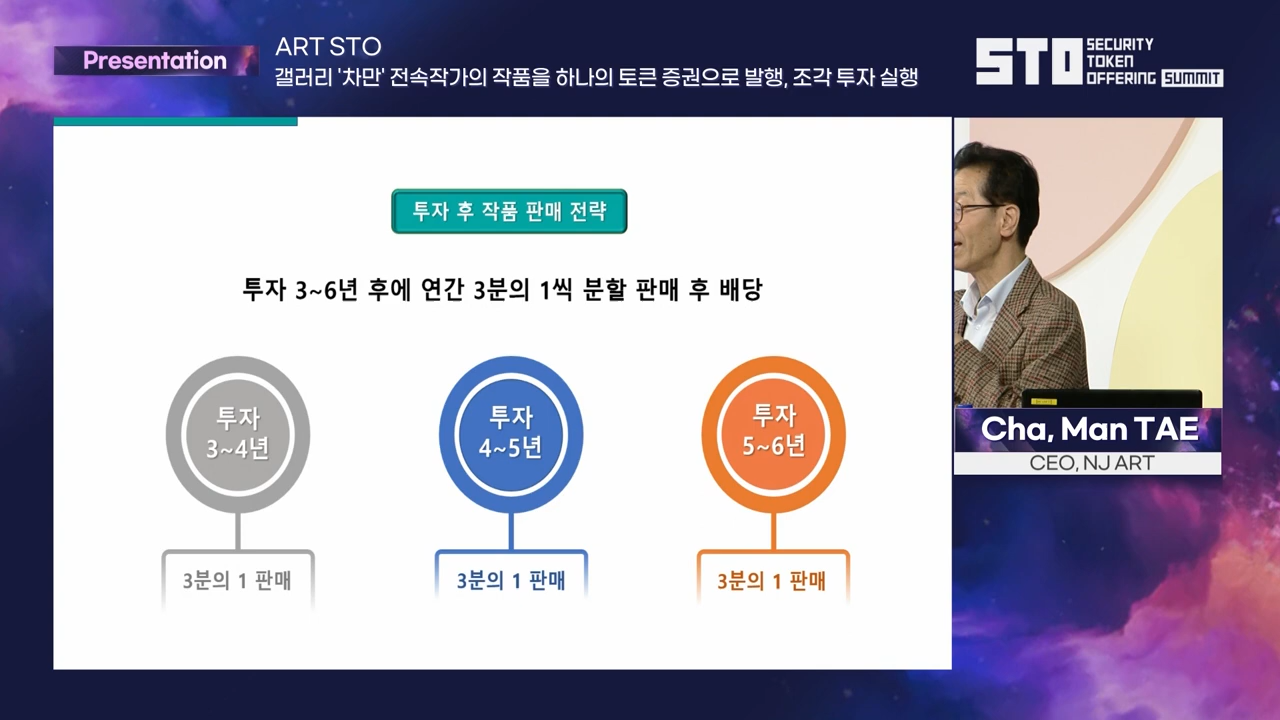 Presentation
ART STO
갤러리 '차만' 전속작가의 작품을 하나의 토큰 증권으로 발행, 조각 투자 실행
STO SECURITY
TOKEN
OFFERING SUMMIT
투자 후 작품 판매 전략
투자 3~6년 후에 연간 3분의 1씩 분할 판매 후 배당
투자
3~4년
투자
4~5년
투자
5~6년
3분의 1 판매
3분의 1 판매
3분의 1 판매
Cha, Man TAE
CEO, NJ ART